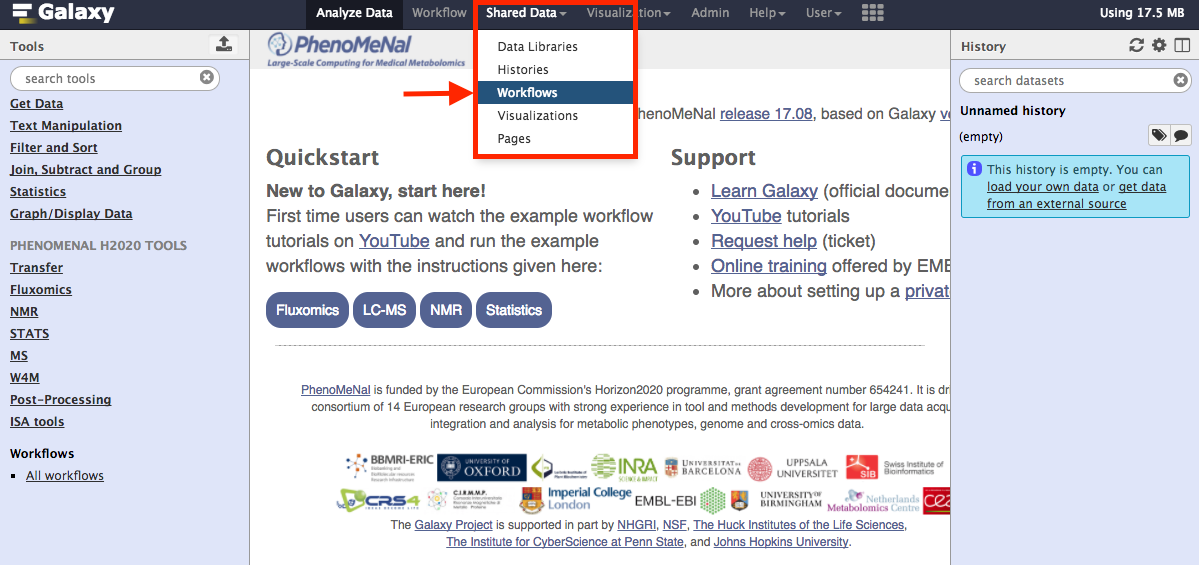 Galaxy
Analyze Data
Workflow
Shared Data
Visualization
Admin
Help
User
Using 17.5 MB
Tools
search tools
Get Data
Text Manipulation
Filter and Sort
Join, Subtract and Group
Statistics
Graph/Display Data
PHENOMENAL H2020 TOOLS
Transfer
Fluxomics
NMR
STATS
MS
W4M
Post-Processing
ISA tools
Workflows
All workflows
Data Libraries
Histories
Workflows
Visualizations
Pages
PhenoMeNal
Large-Scale Computing for Medical Metabolomics
henoMeNal release 17.08, based on Galaxy ve
Quickstart
New to Galaxy, start here!
First time users can watch the example workflow
tutorials on YouTube and run the example
workflows with the instructions given here:
Fluxomics
LC-MS
NMR
Statistics
Support
Learn Galaxy (official docume
YouTube tutorials
Request help (ticket)
Online training offered by EMB
More about setting up a privat
PhenoMeNal is funded by the European Commission's Horizon2020 programme, grant agreement number 654241. It is dri
consortium of 14 European research groups with strong experience in tool and methods development for large data acqu
integration and analysis for metabolic phenotypes, genome and cross-omics data.
BBMRI-ERIC
UNIVERSITY OF
OXFORD
INRA
SCIENCE & IMPACT
UNIVERSITAT DE
BARCELONA
UPPSALA
UNIVERSITET
SIB
Swiss Institute of
Bioinformatics
CRS4
C.I.R.M.M.P.
Imperial College
London
EMBL-EBI
UNIVERSITY OF
BIRMINGHAM
Netherlands
Metabolomics Centre
cea
The Galaxy Project is supported in part by NHGRI, NSF, The Huck Institutes of the Life Sciences,
The Institute for CyberScience at Penn State, and Johns Hopkins University.
History
search datasets
Unnamed history
(empty)
This history is empty. You can
load your own data or get data
from an external source